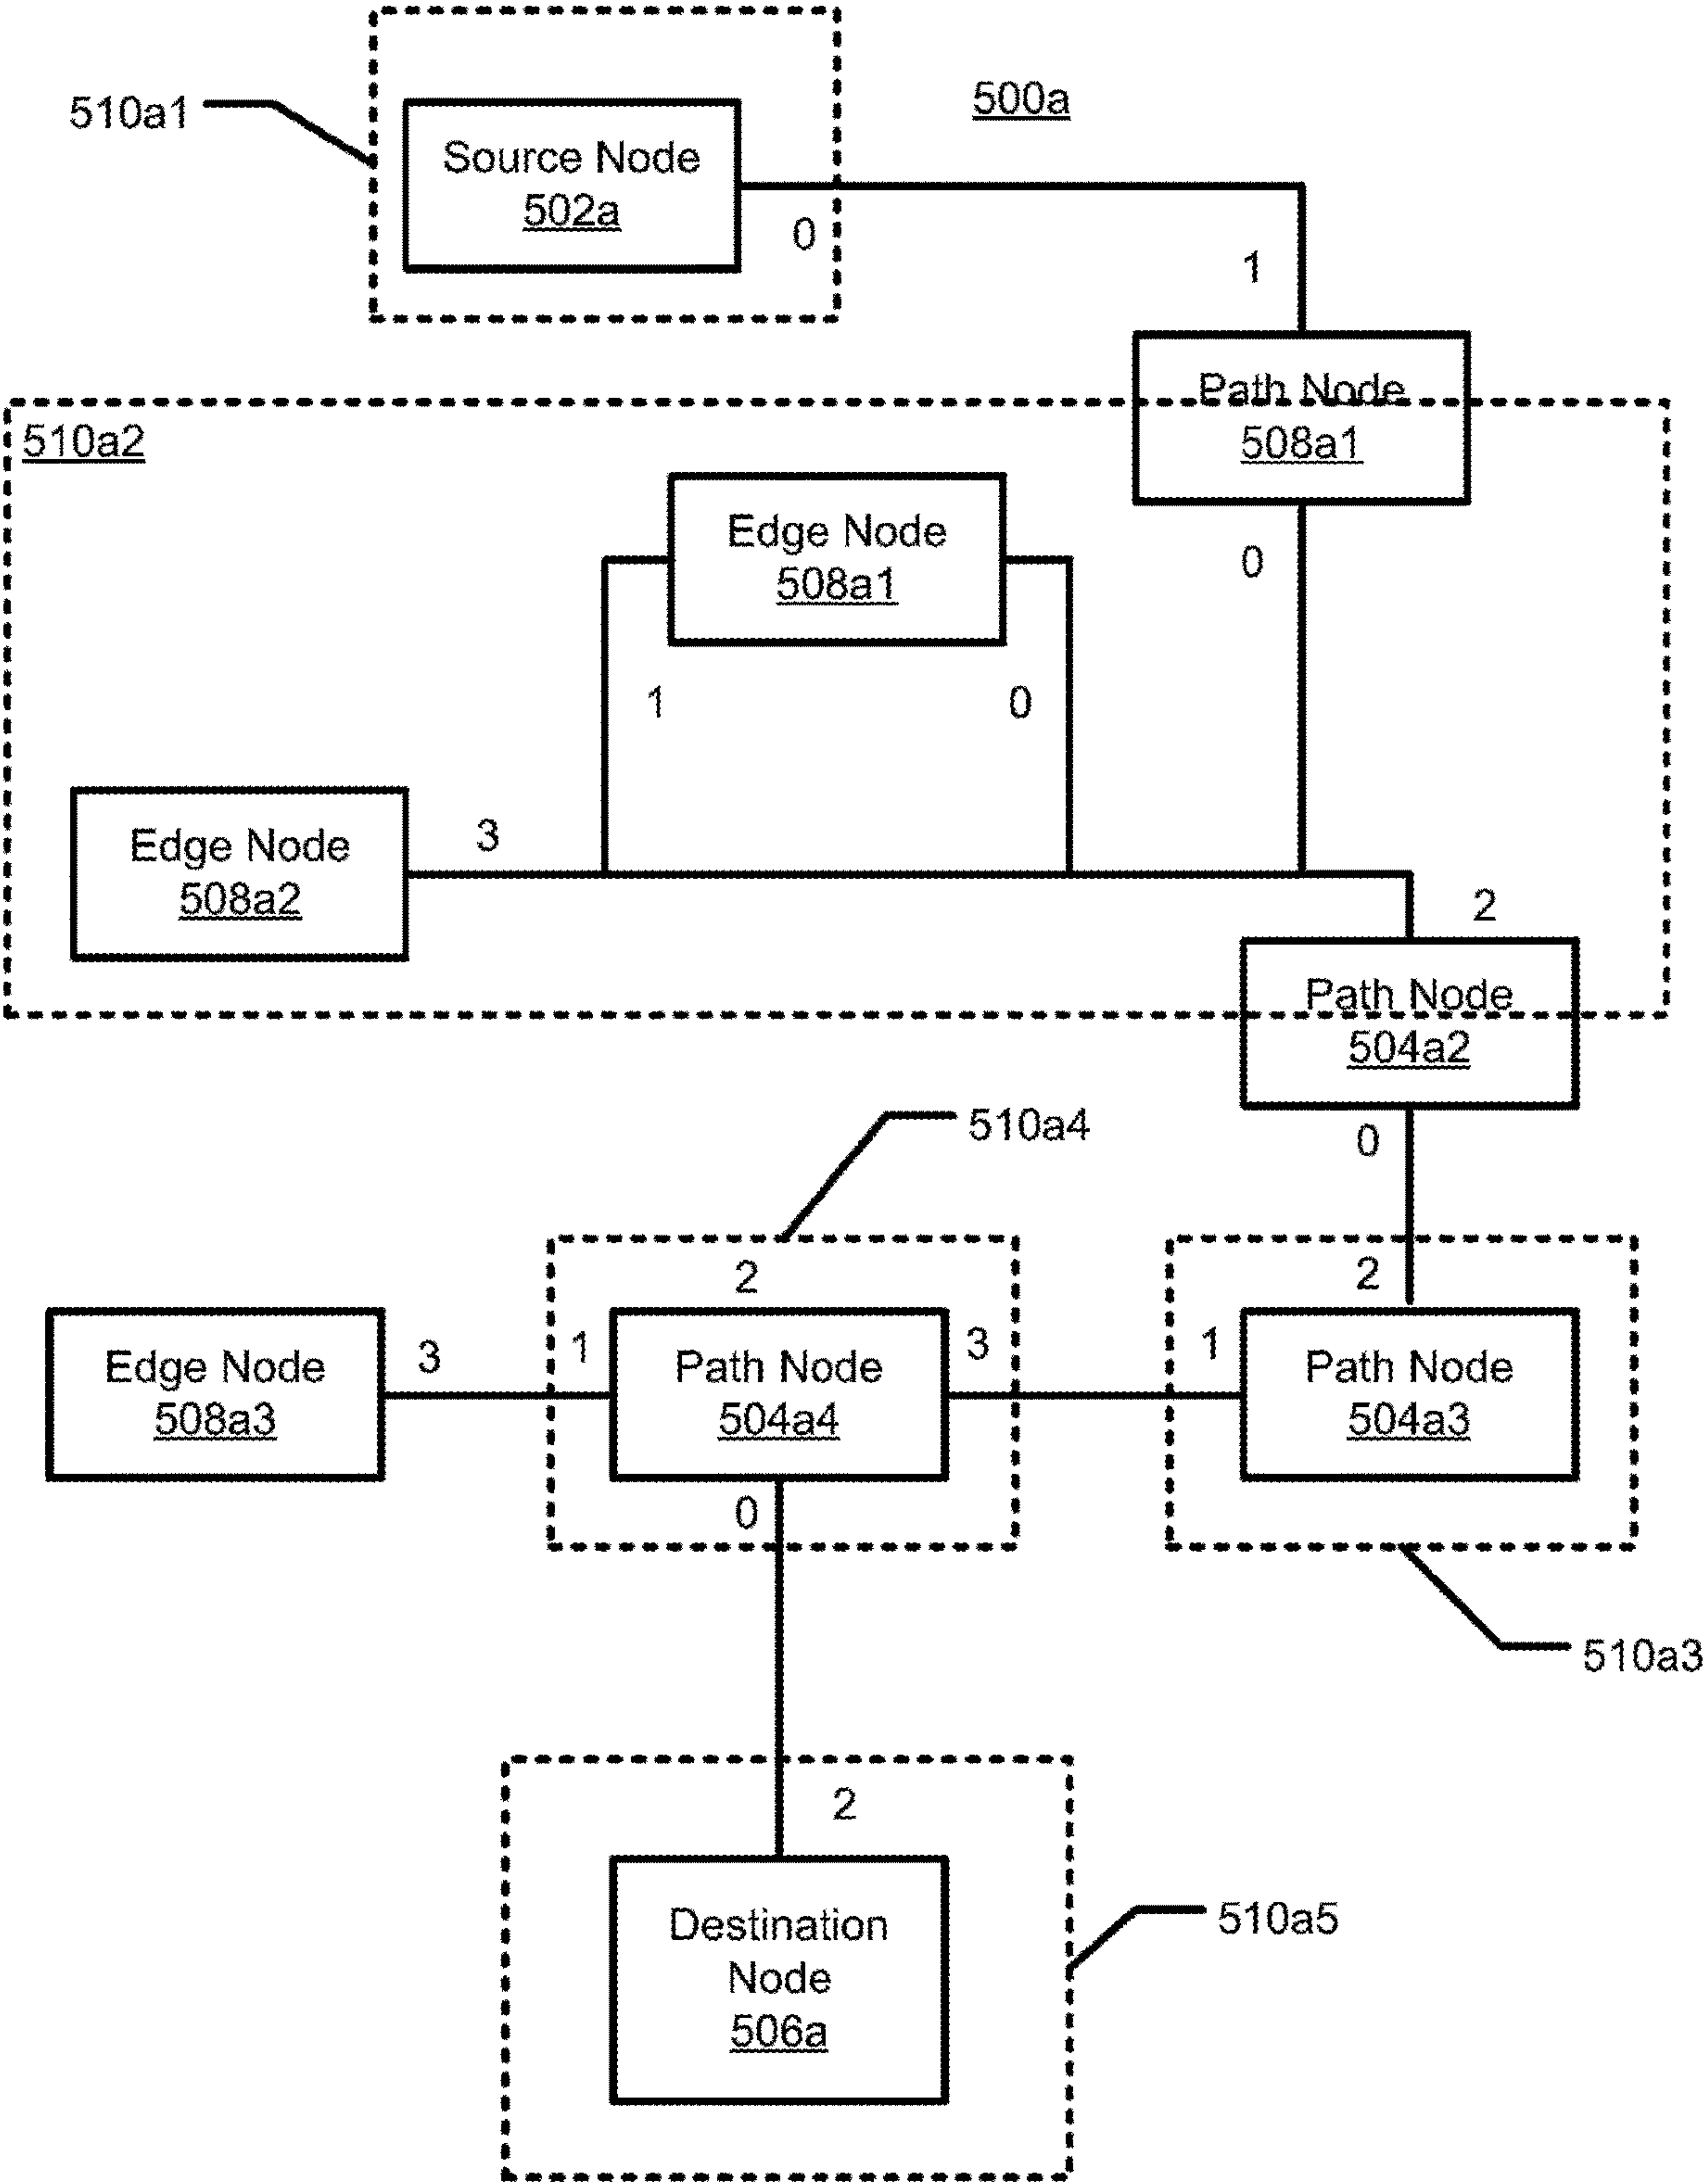 500a
510a1
Source Node
502a
0
1
Path Node
508a1
510a2
Edge Node
508a1
0
1
0
Edge Node
508a2
3
2
Path Node
504a2
0
510a4
2
2
Edge Node
508a3
3
1
Path Node
504a4
3
1
Path Node
504a3
0
510a3
2
Destination
Node
506a
510a5